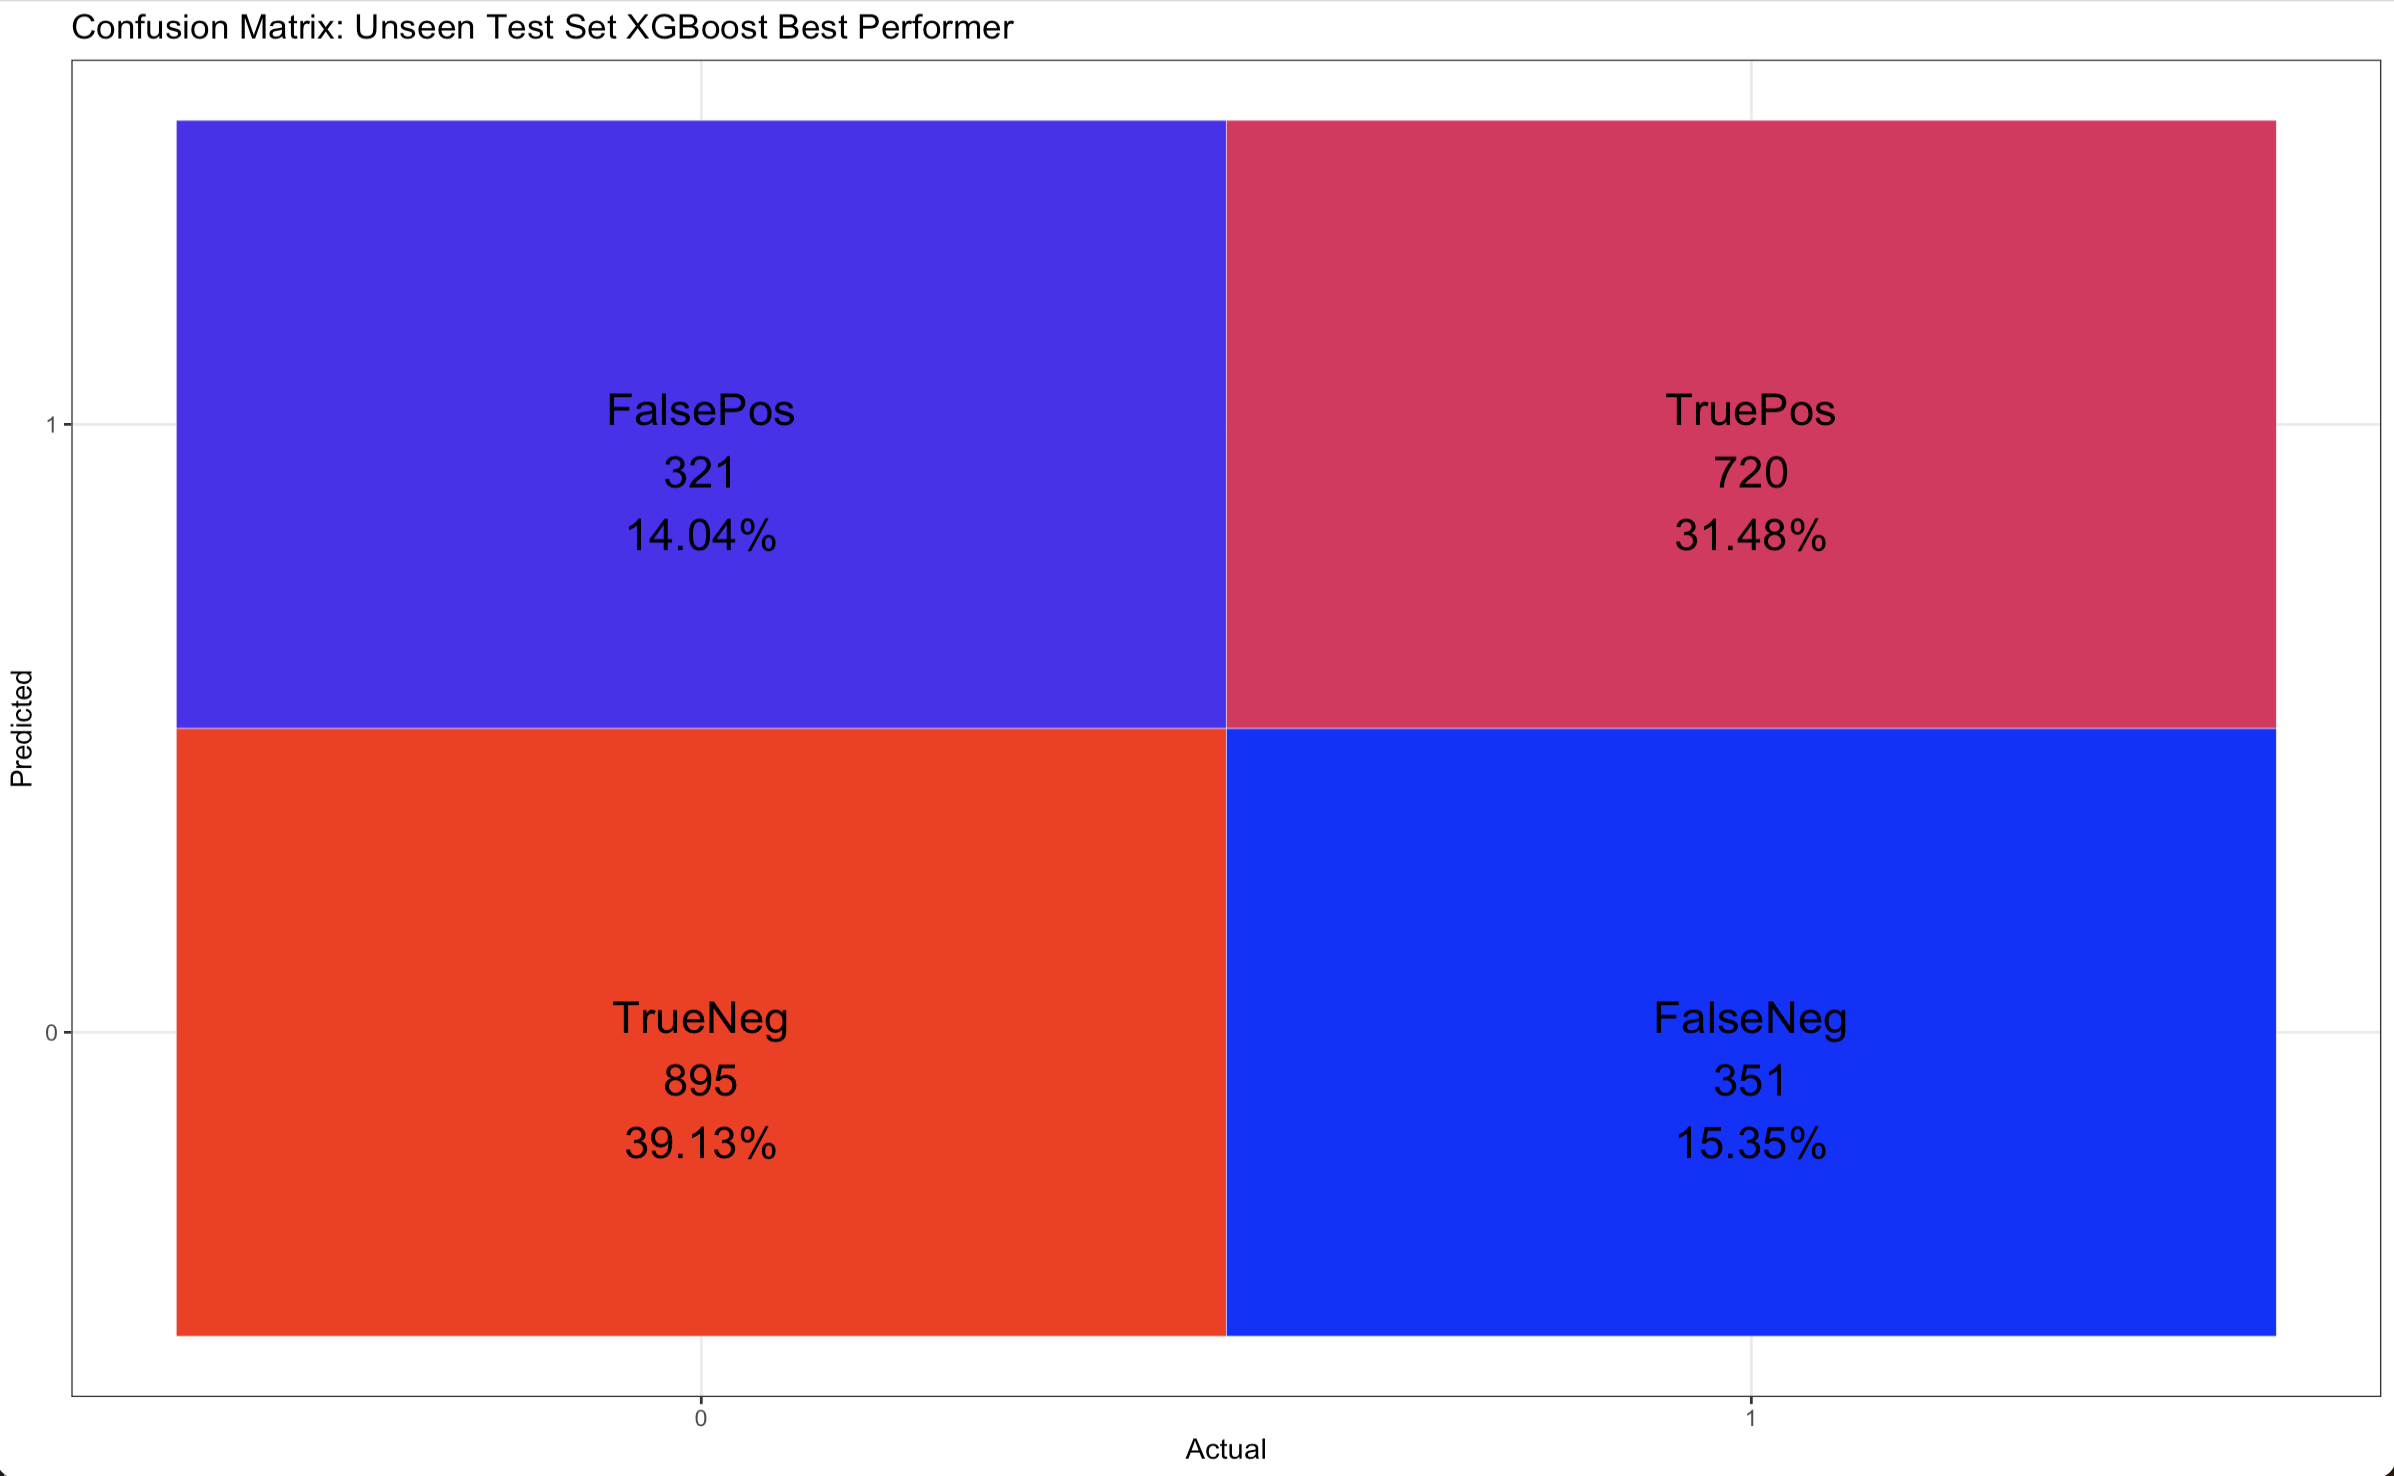 Confusion Matrix: Unseen Test Set XGBoost Best Performer
Predicted
1
0
FalsePos
321
14.04%
TruePos
720
31.48%
TrueNeg
895
39.13%
FalseNeg
351
15.35%
0
1
Actual